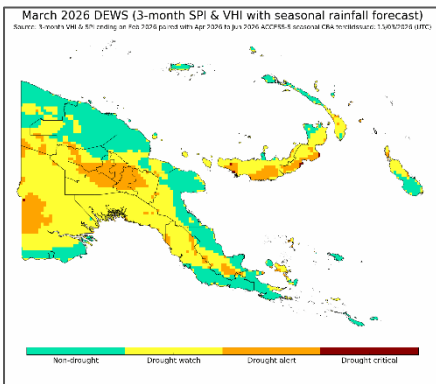 March 2026 DEWS (3-month SPI & VHI with seasonal rainfall forecast)
Source: 3-month VHI & SPI ending on Feb 2026 paired with Apr 2026 to Jun 2026 ACCESS-S seasonal issued: 13/03/2026 (UTC)
Non-drought
Drought watch
Drought alert
Drought critical